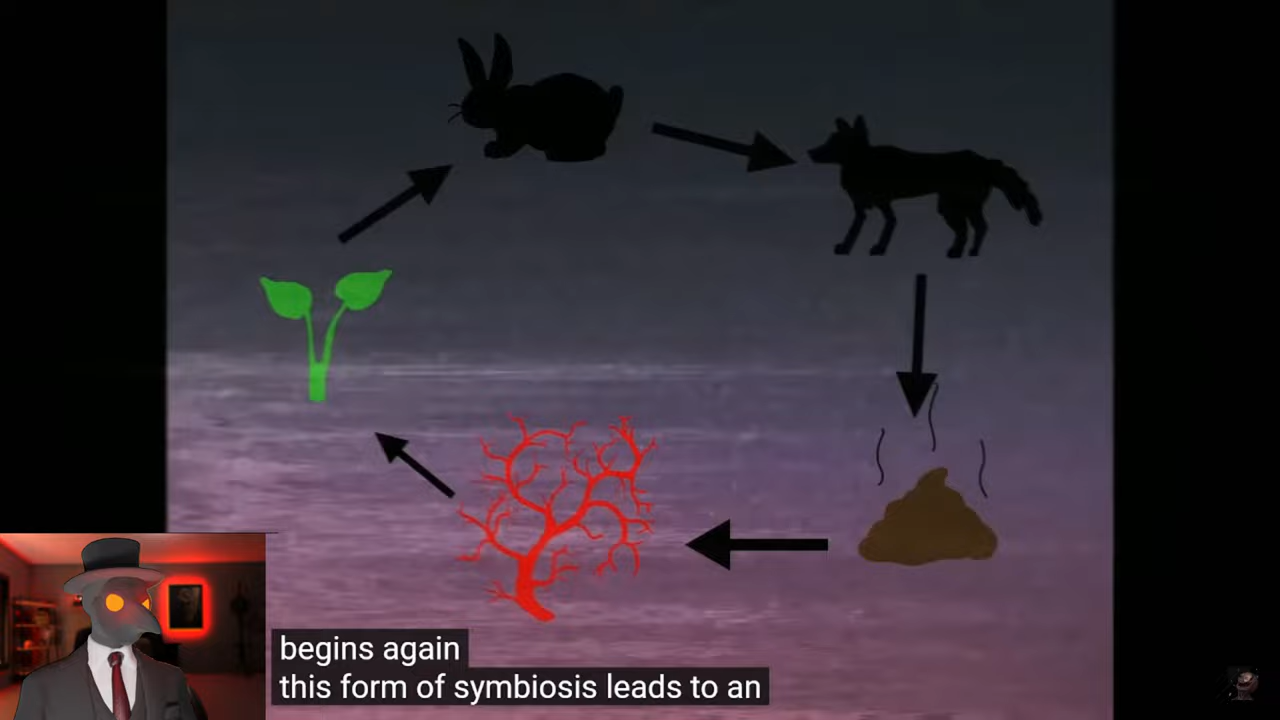 begins again
this form of symbiosis leads to an